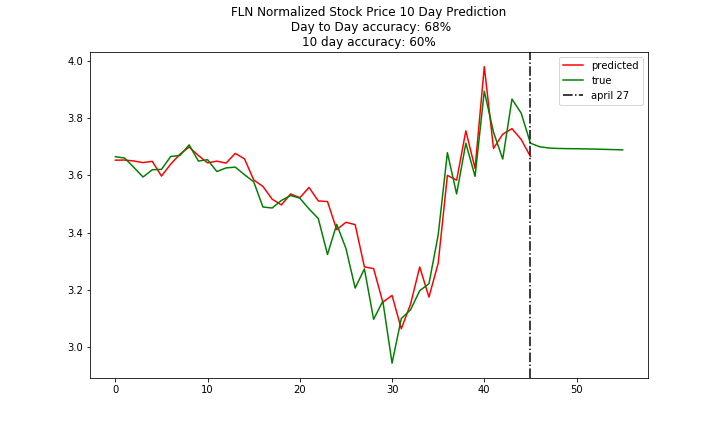 FLN Normalized Stock Price 10 Day Prediction
Day to Day accuracy: 68%
10 day accuracy: 60%
4.0
3.8
3.6
3.4
3.2
3.0
0
10
20
30
40
50
predicted
true
april 27